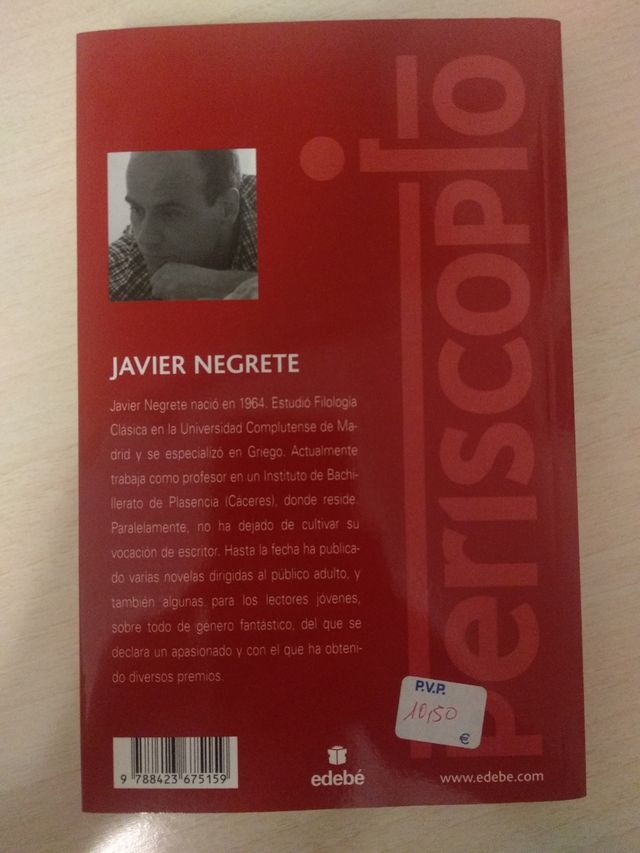 periscopio
JAVIER NEGRETE
Javier Negrete nació en 1964. Estudió Filología
Clásica en la Universidad Complutense de Ma-
drid y se especializó en Griego. Actualmente
trabaja como profesor en un Instituto de Bachi-
llerato de Plasencia (Cáceres), donde reside.
Paralelamente, no ha dejado de cultivar su
vocación de escritor. Hasta la fecha ha publica-
do varias novelas dirigidas al público adulto, y
también algunas para los lectores jóvenes,
sobre todo de género fantástico, del que se
declara un apasionado y con el que ha obteni-
do diversos premios.
P.V.P.
10,50
€
9 788423 675159
edebé
www.edebe.com